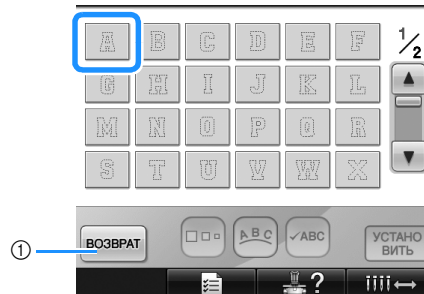 A B C D E F 1/2
G H I J K L
M N O P Q R
S T U V W X
① ВОЗВРАТ ABC ✓ABC УСТАНО
ВИТЬ
?